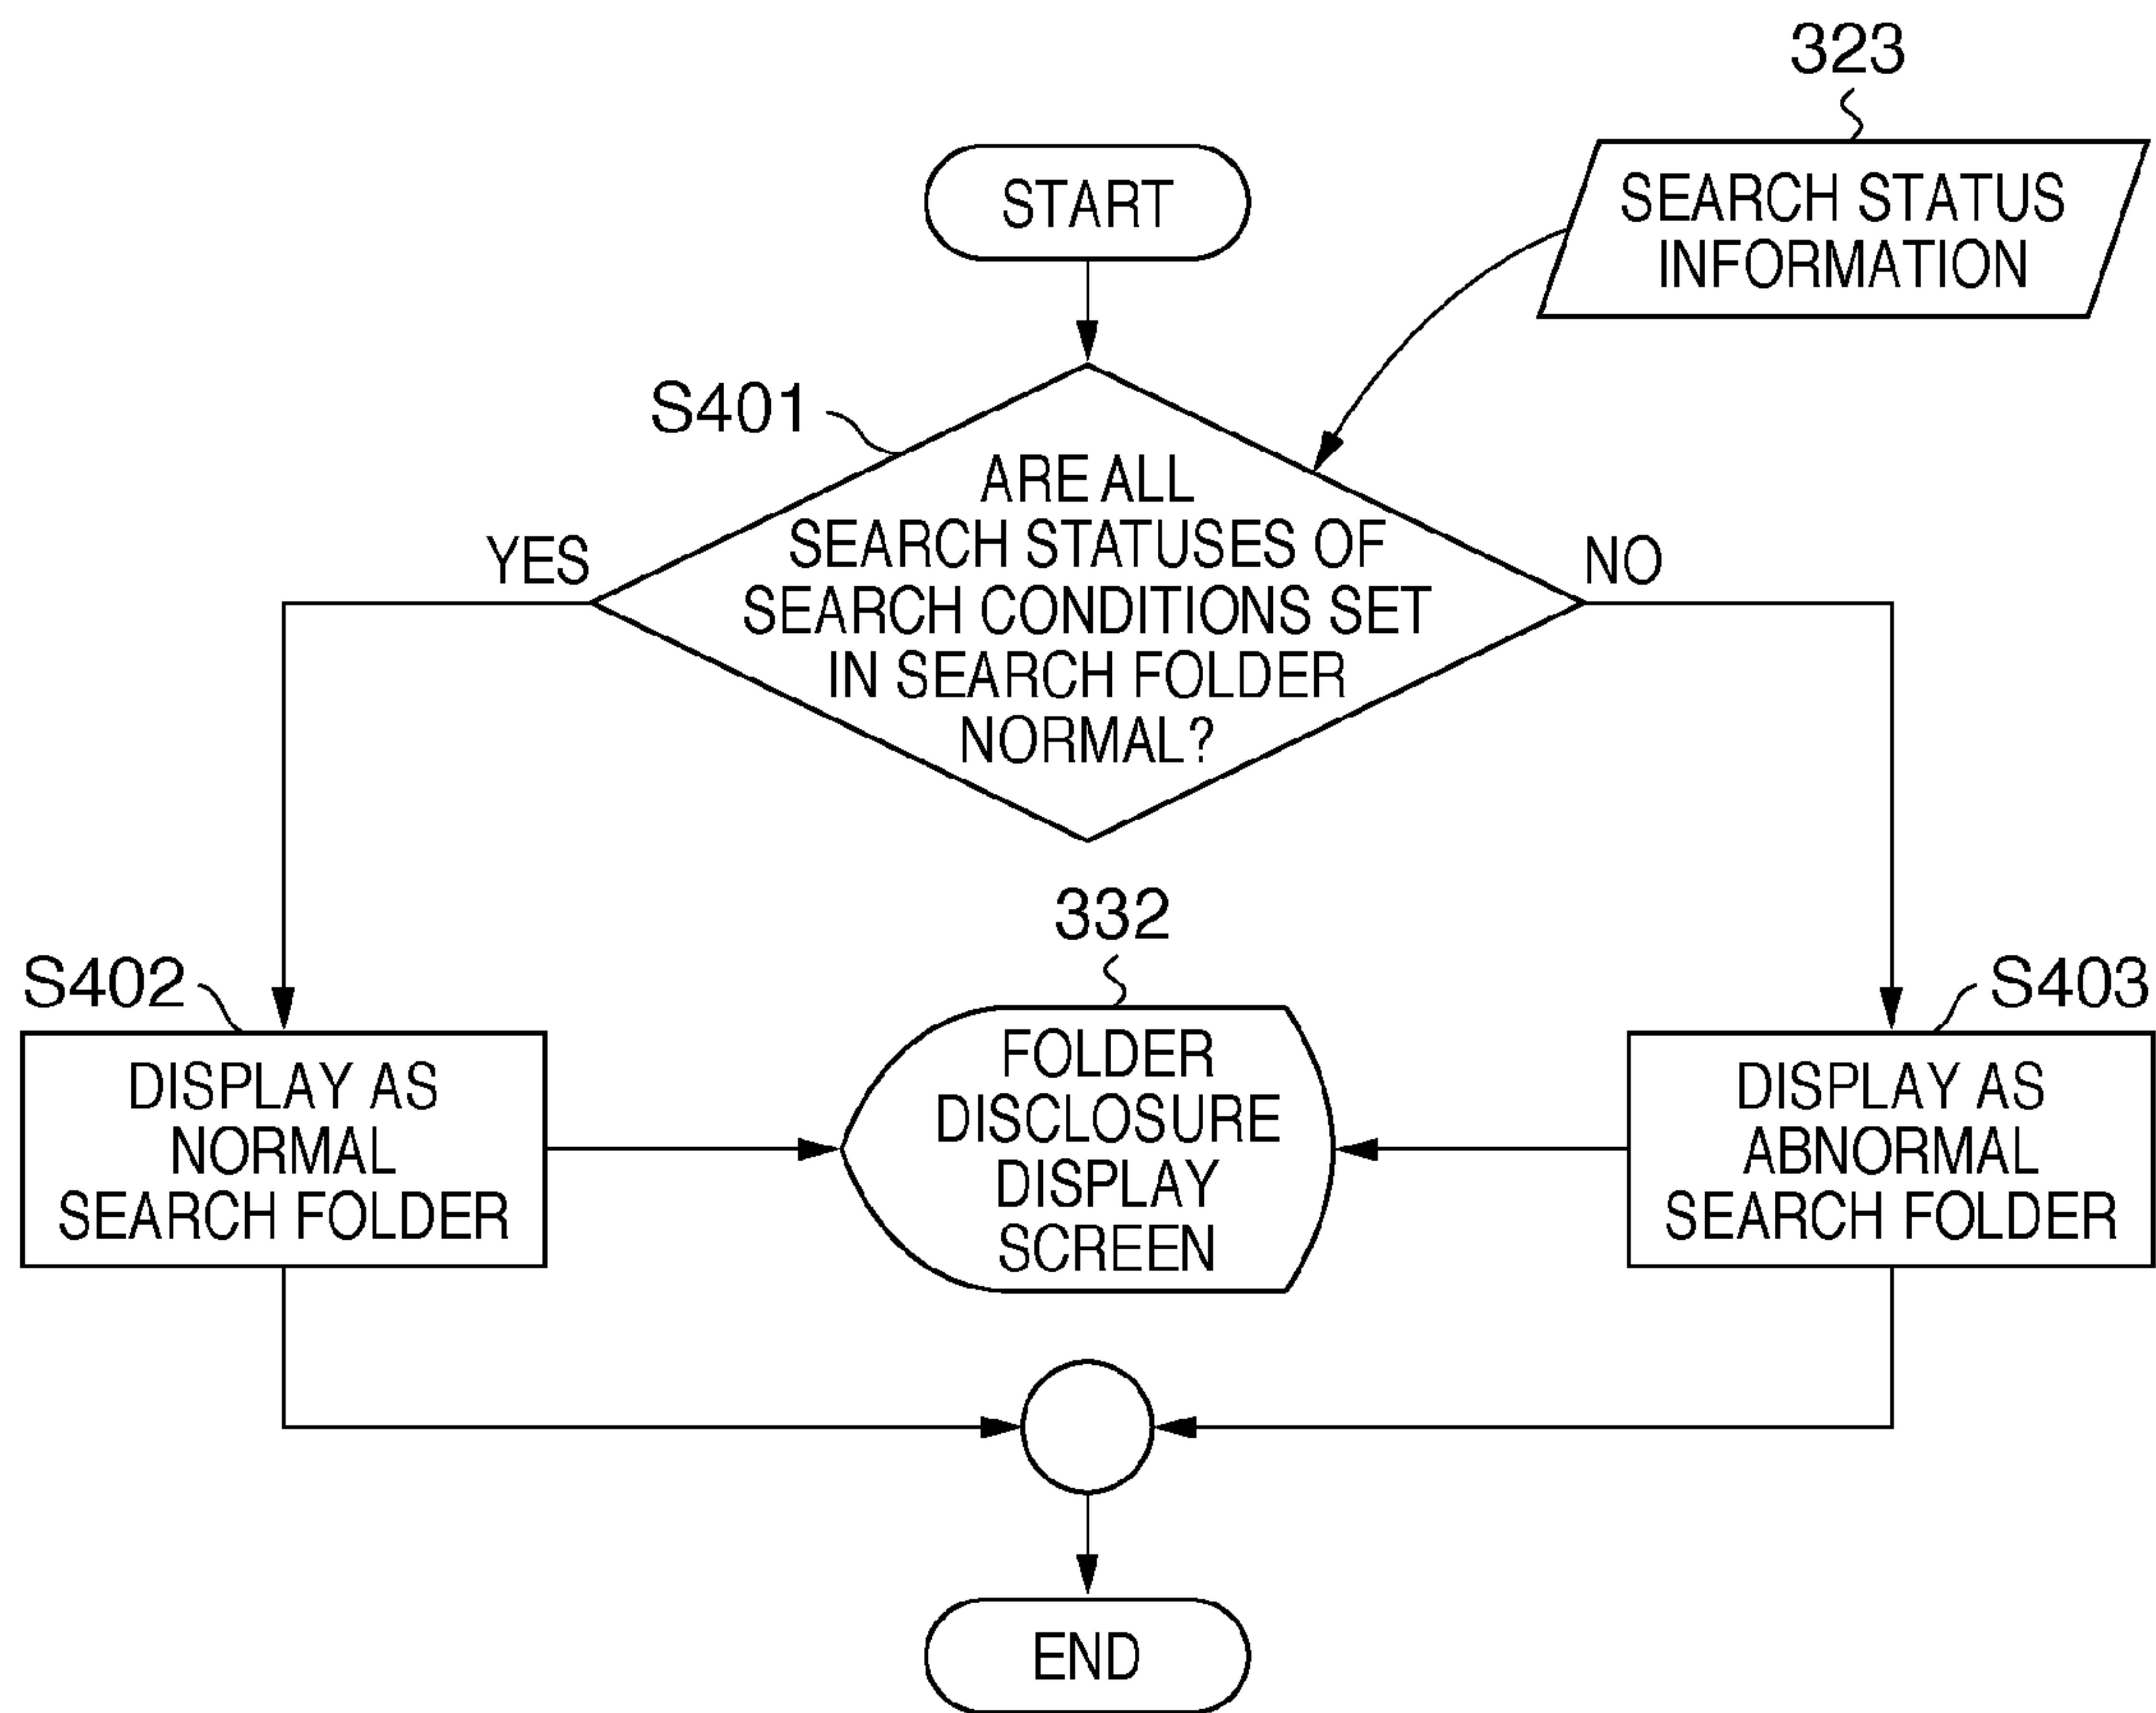 323
START
SEARCH STATUS
INFORMATION
S401
ARE ALL
SEARCH STATUSES OF
SEARCH CONDITIONS SET
IN SEARCH FOLDER
NORMAL?
YES
NO
332
S402
S403
DISPLAY AS
NORMAL
SEARCH FOLDER
FOLDER
DISCLOSURE
DISPLAY
SCREEN
DISPLAY AS
ABNORMAL
SEARCH FOLDER
END